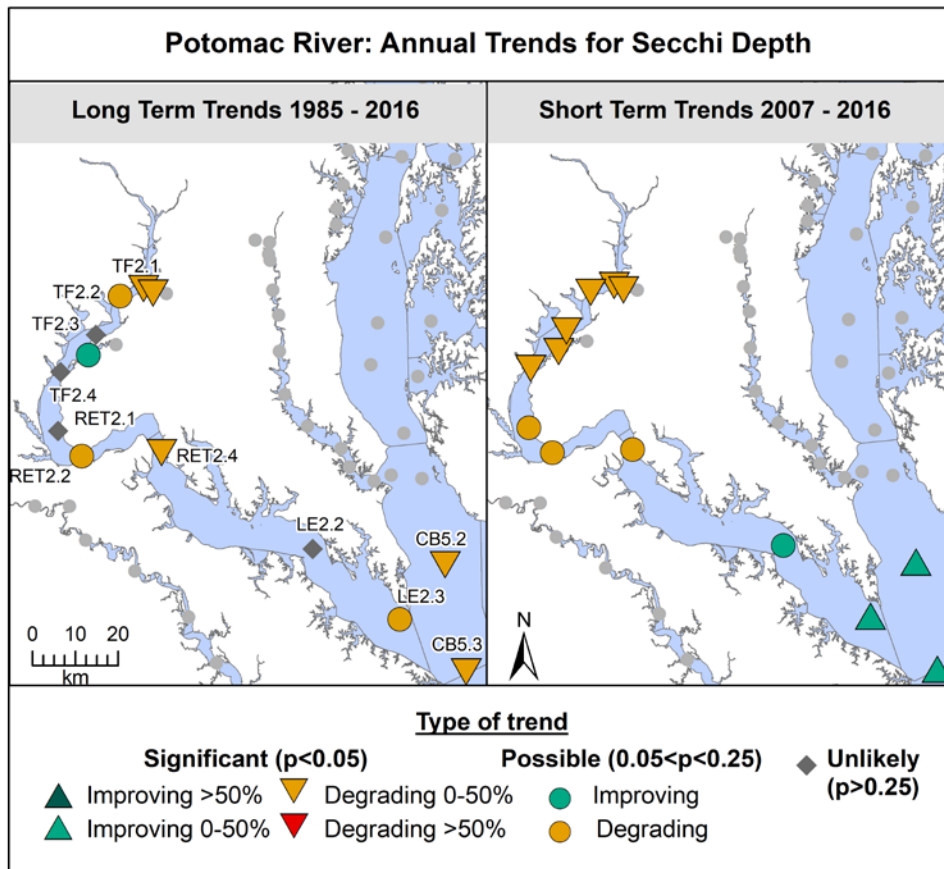 Potomac River: Annual Trends for Secchi Depth
Long Term Trends 1985 - 2016
Short Term Trends 2007 - 2016
TF2.1
TF2.2
TF2.3
TF2.4
RET2.1
RET2.2
RET2.4
LE2.2
CB5.2
LE2.3
CB5.3
0 10 20
km
N
Type of trend
Significant (p<0.05)
Possible (0.05<p<0.25)
Unlikely
(p>0.25)
Improving >50%
Degrading 0-50%
Improving
Improving 0-50%
Degrading >50%
Degrading